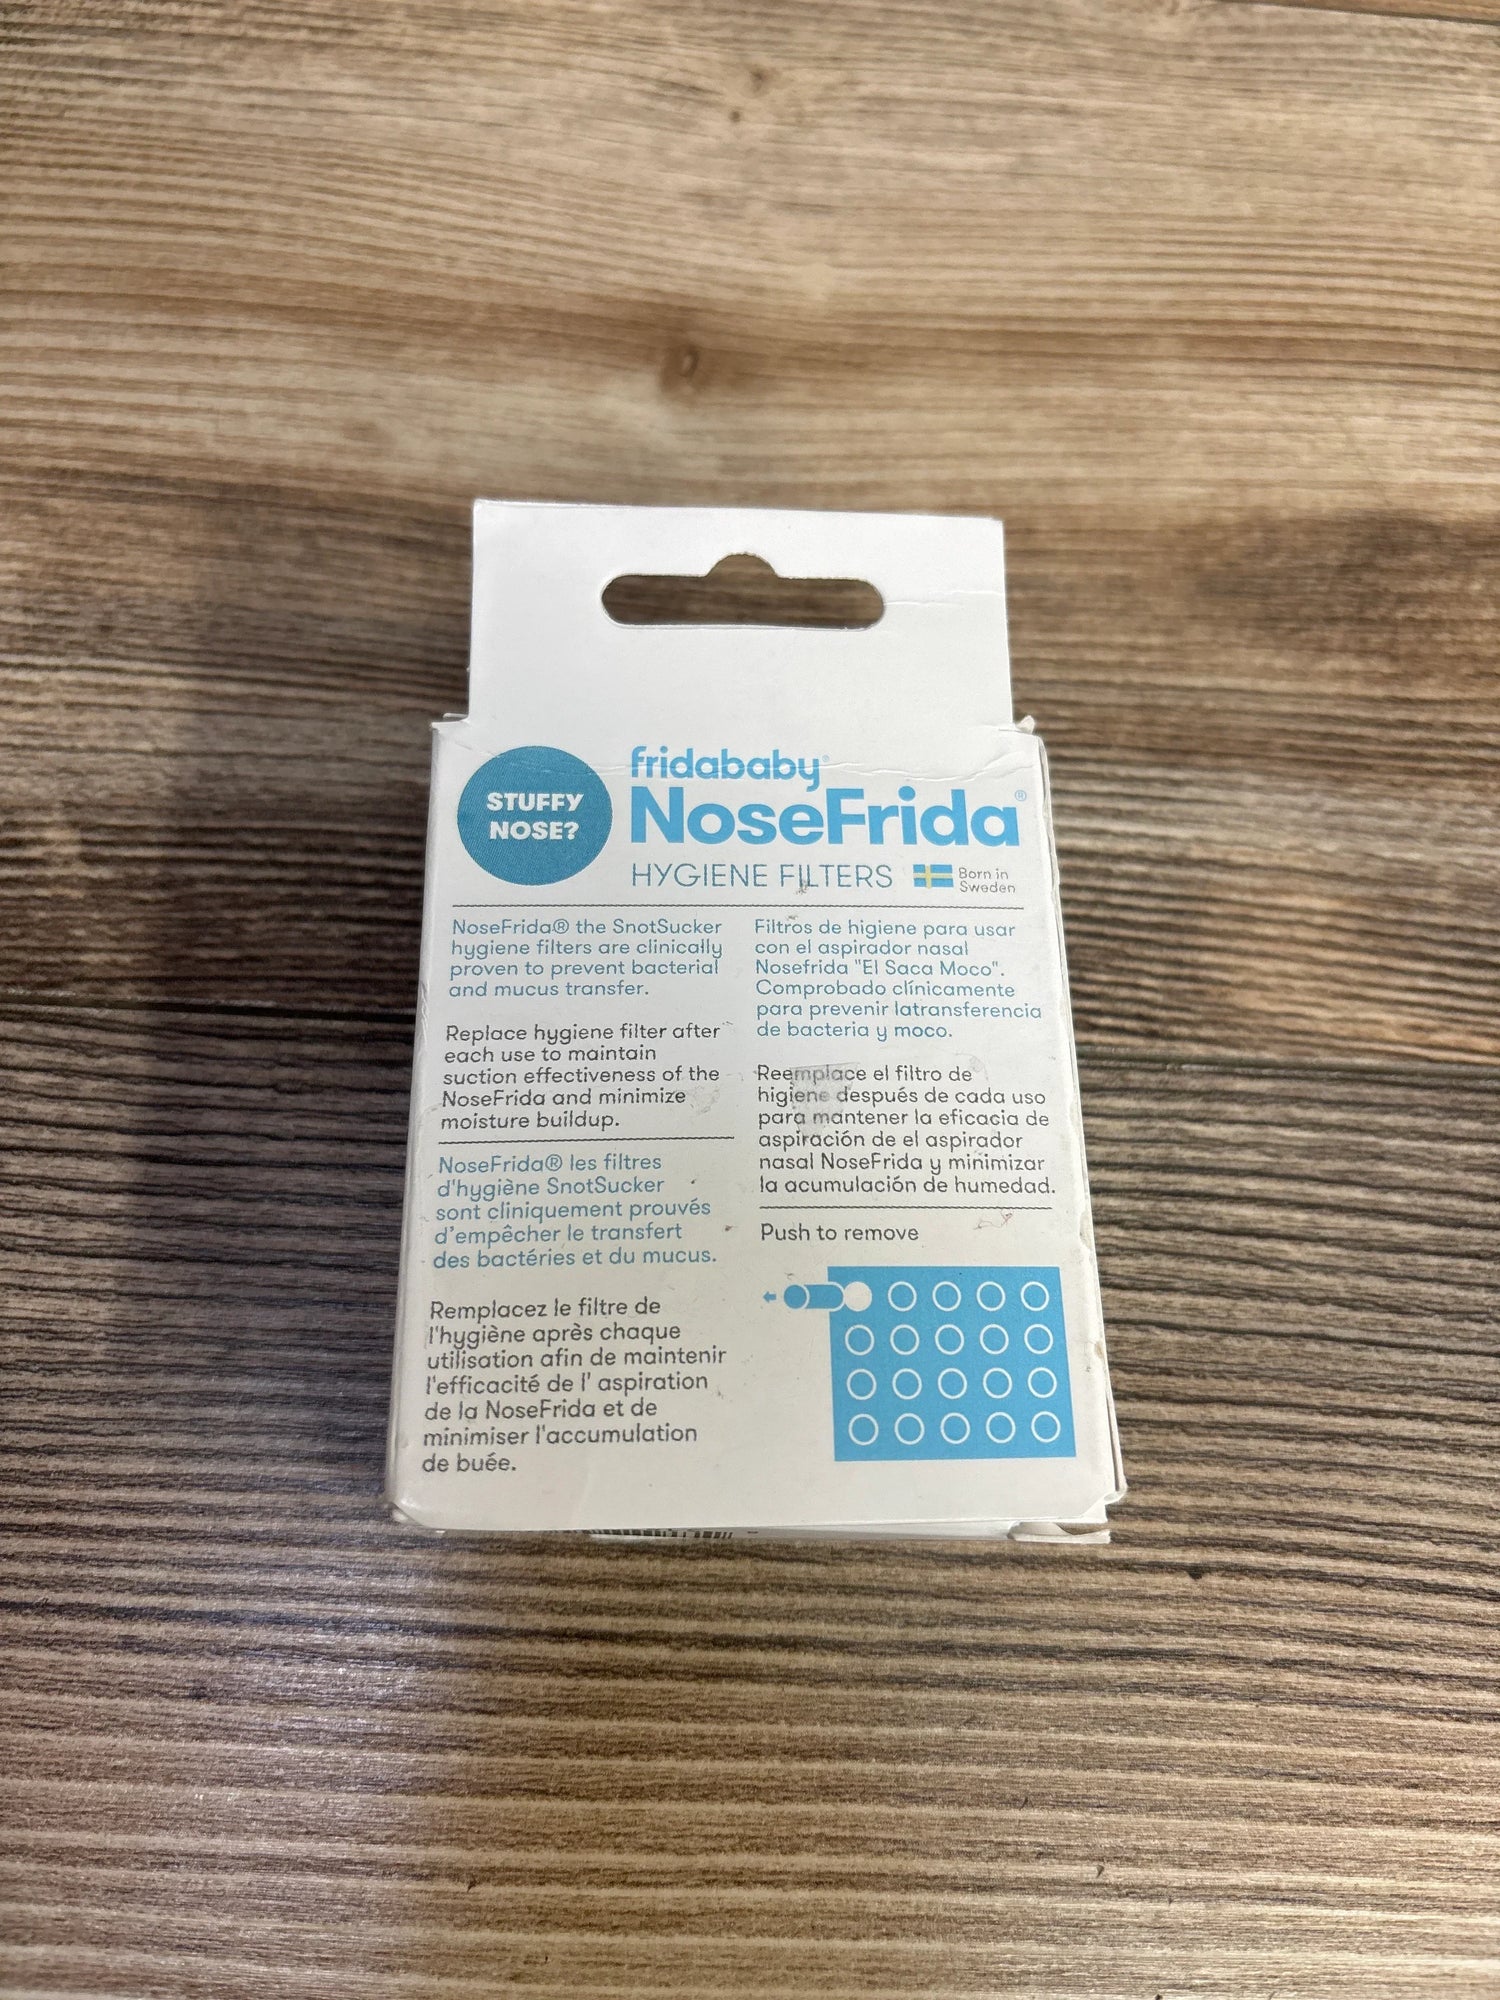 STUFFY
NOSE?
fridababy®
NoseFrida®
HYGIENE FILTERS
Born in
Sweden
NoseFrida® the SnotSucker
hygiene filters are clinically
proven to prevent bacterial
and mucus transfer.
Replace hygiene filter after
each use to maintain
suction effectiveness of the
NoseFrida and minimize
moisture buildup.
NoseFrida® les filtres
d'hygiène SnotSucker
sont cliniquement prouvés
d'empêcher le transfert
des bactéries et du mucus.
Remplacez le filtre de
l'hygiène après chaque
utilisation afin de maintenir
l'efficacité de l' aspiration
de la NoseFrida et de
minimiser l'accumulation
de buée.
Filtros de higiene para usar
con el aspirador nasal
Nosefrida "El Saca Moco".
Comprobado clínicamente
para prevenir latransferencia
de bacteria y moco.
Reemplace el filtro de
higiene después de cada uso
para mantener la eficacia de
aspiración de el aspirador
nasal NoseFrida y minimizar
la acumulación de humedad.
Push to remove